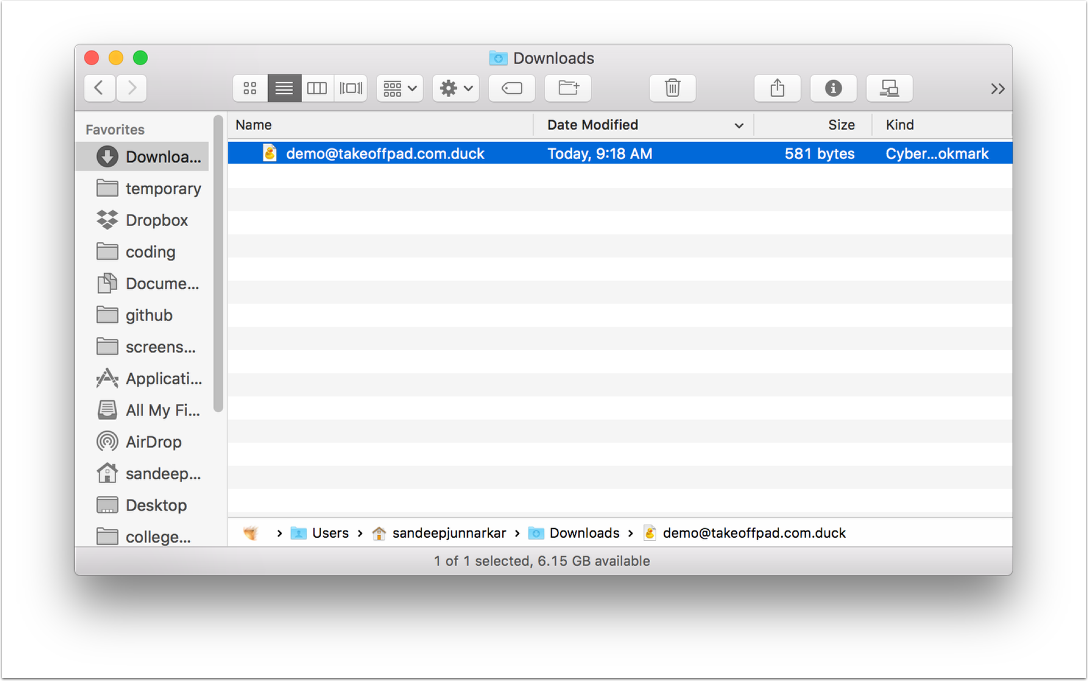 Downloads
Favorites
Downloa...
temporary
Dropbox
coding
Docume...
github
screens...
Applicati...
All My Fi...
AirDrop
sandeep...
Desktop
college...
Name Date Modified Size Kind
demo@takeoffpad.com.duck Today, 9:18 AM 581 bytes Cyber...okmark
Users › sandeepjunnarkar › Downloads › demo@takeoffpad.com.duck
1 of 1 selected, 6.15 GB available